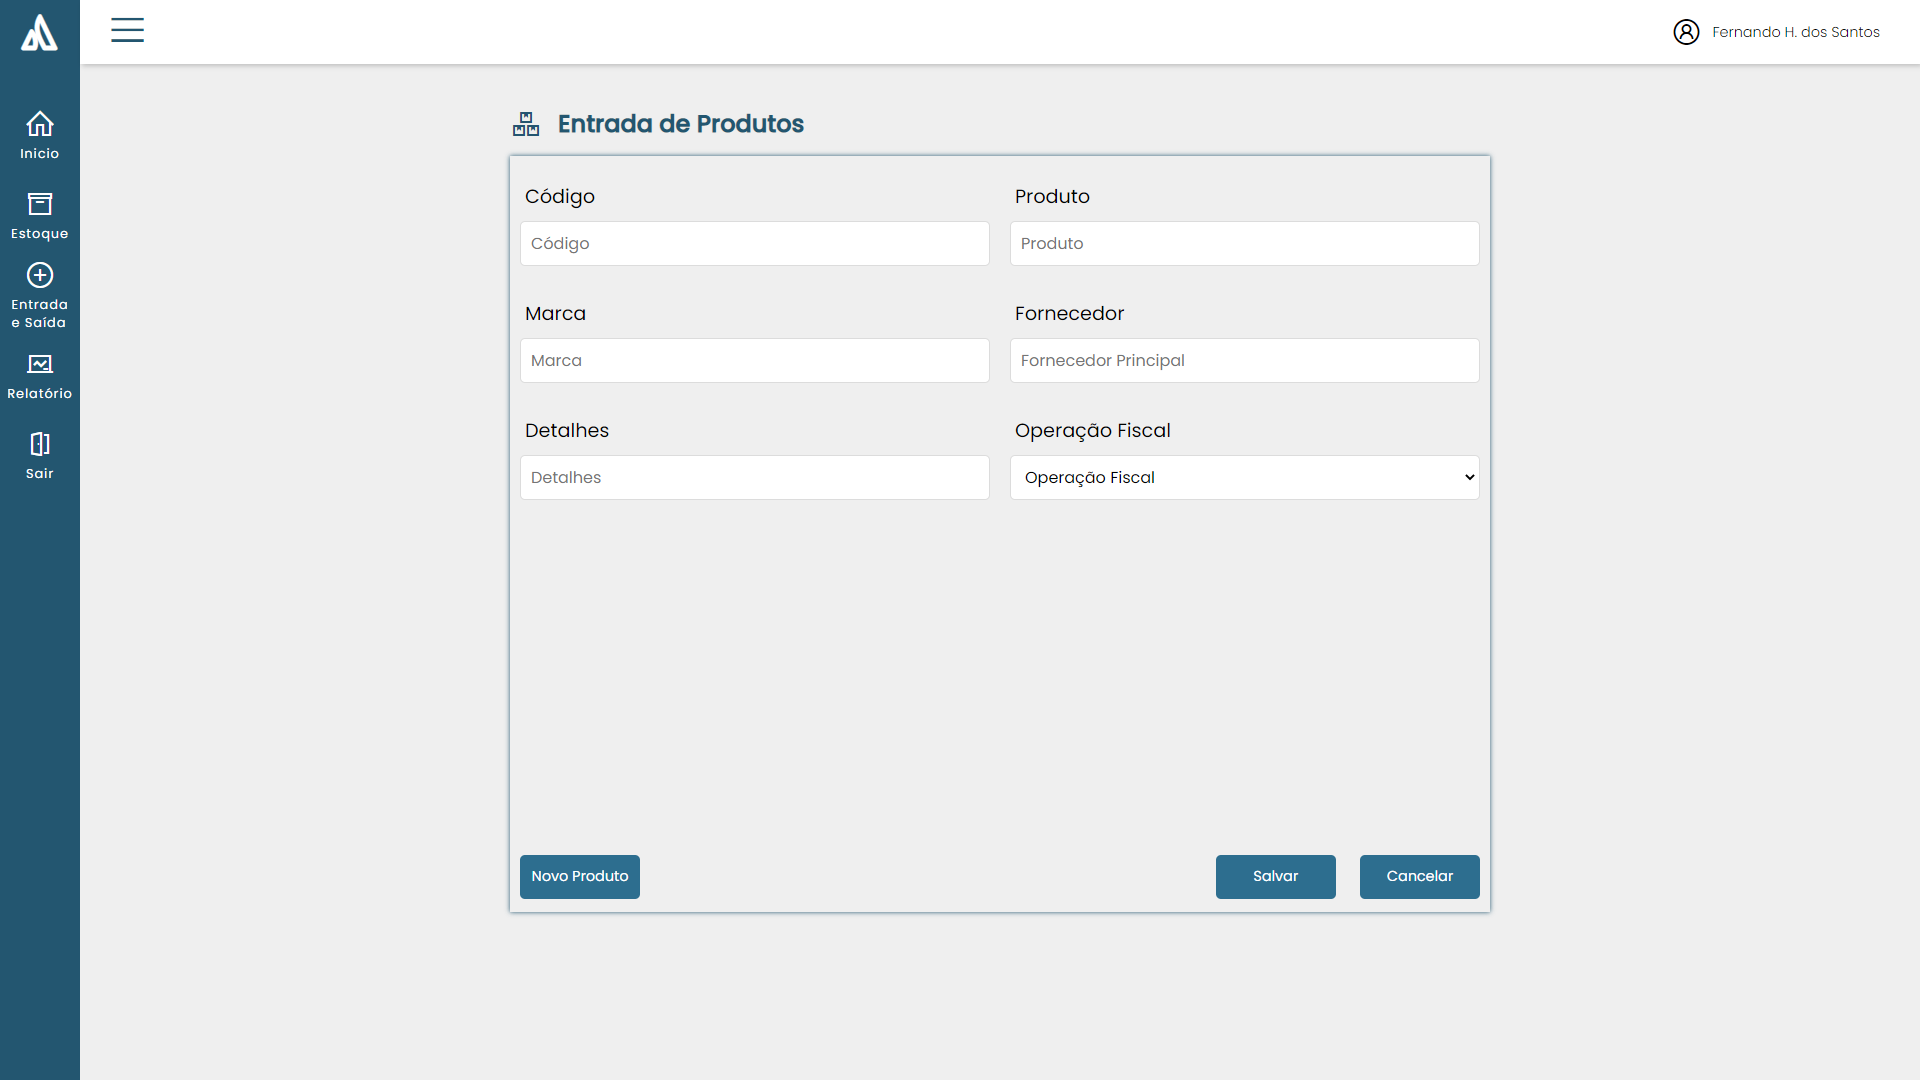 Fernando H. dos Santos
Inicio
Estoque
Entrada
e Saída
Relatório
Sair
Entrada de Produtos
Código
Produto
Código
Produto
Marca
Fornecedor
Marca
Fornecedor Principal
Detalhes
Operação Fiscal
Detalhes
Operação Fiscal
Novo Produto
Salvar
Cancelar